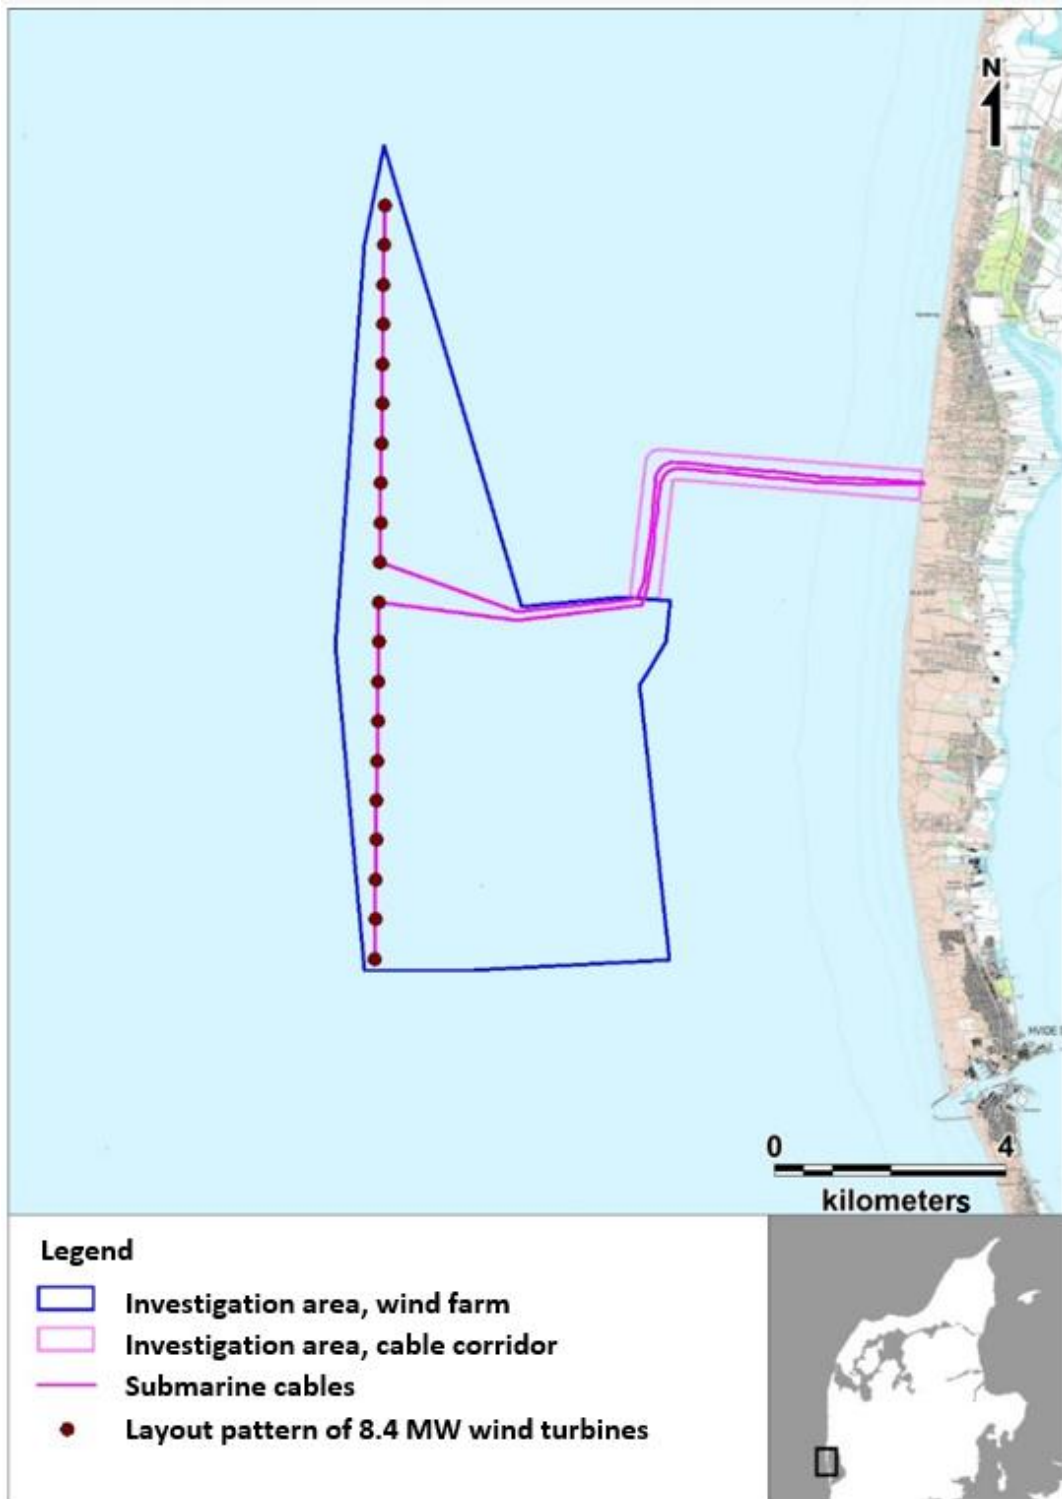 N
HVIDE
0 4
kilometers
Legend
Investigation area, wind farm
Investigation area, cable corridor
Submarine cables
Layout pattern of 8.4 MW wind turbines